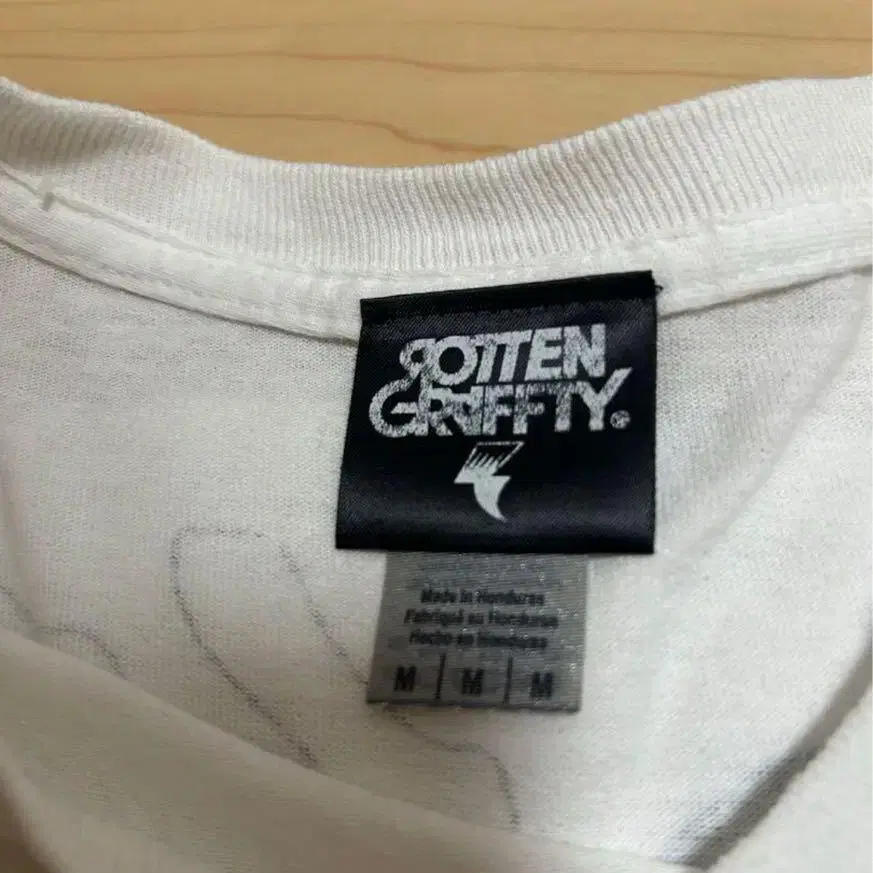 ROTTEN
GRAFFTY
Made in Honduras
Fabriqué au Honduras
Hecho en Honduras
M | M | M